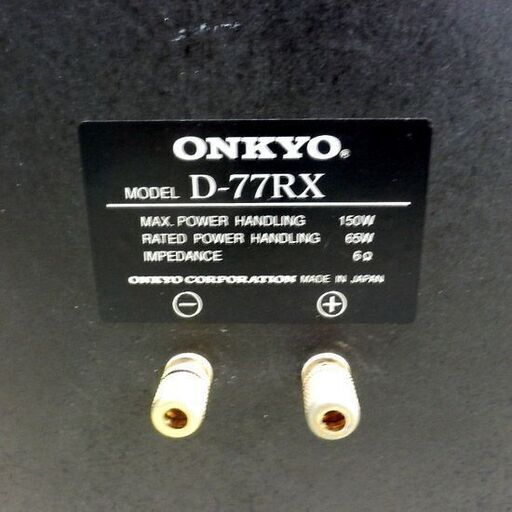 ONKYO®
MODEL D-77RX
MAX. POWER HANDLING 150W
RATED POWER HANDLING 65W
IMPEDANCE 6Ω
ONKYO CORPORATION MADE IN JAPAN
⊖ ⊕